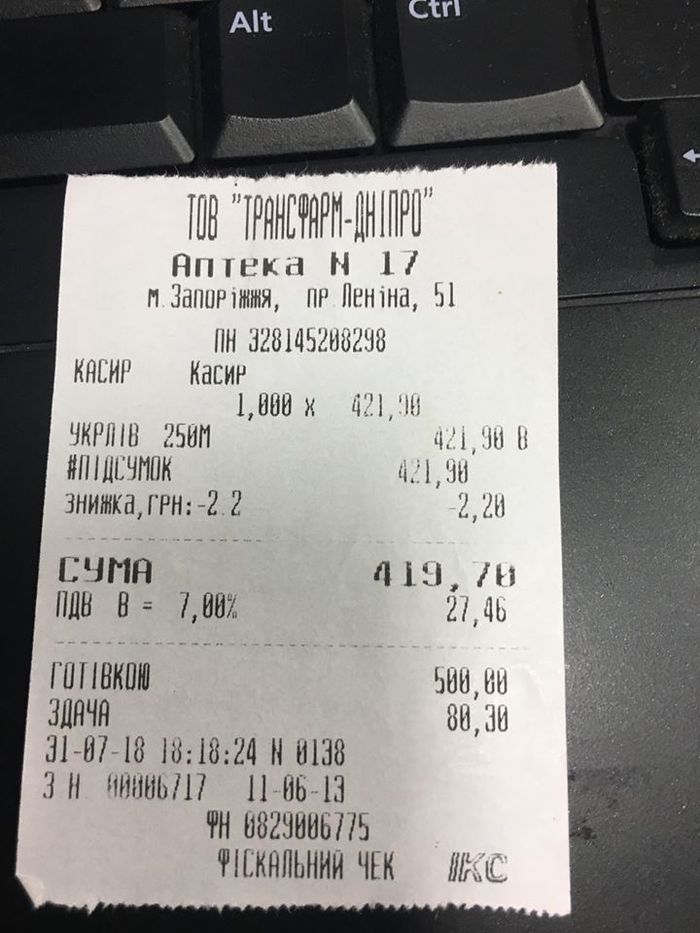 Alt
Ctrl
ТОВ "ТРАНСФАРМ-ДНІПРО"
Аптека N 17
м.Запоріжжя, пр.Леніна, 51
ПН 328145208298
КАСИР Касир
1,000 x 421,90
УКРЛІВ 250М 421,90 В
#ПІДСУМОК 421,90
ЗНИЖКА,ГРН:-2.2 -2,20
СУМА 419,70
ПДВ В = 7,00% 27,46
ГОТІВКОЮ 500,00
ЗДАЧА 80,30
31-07-18 18:18:24 N 0138
З Н 00006717 11-06-13
ФН 0829006775
ФІСКАЛЬНИЙ ЧЕК ІКС